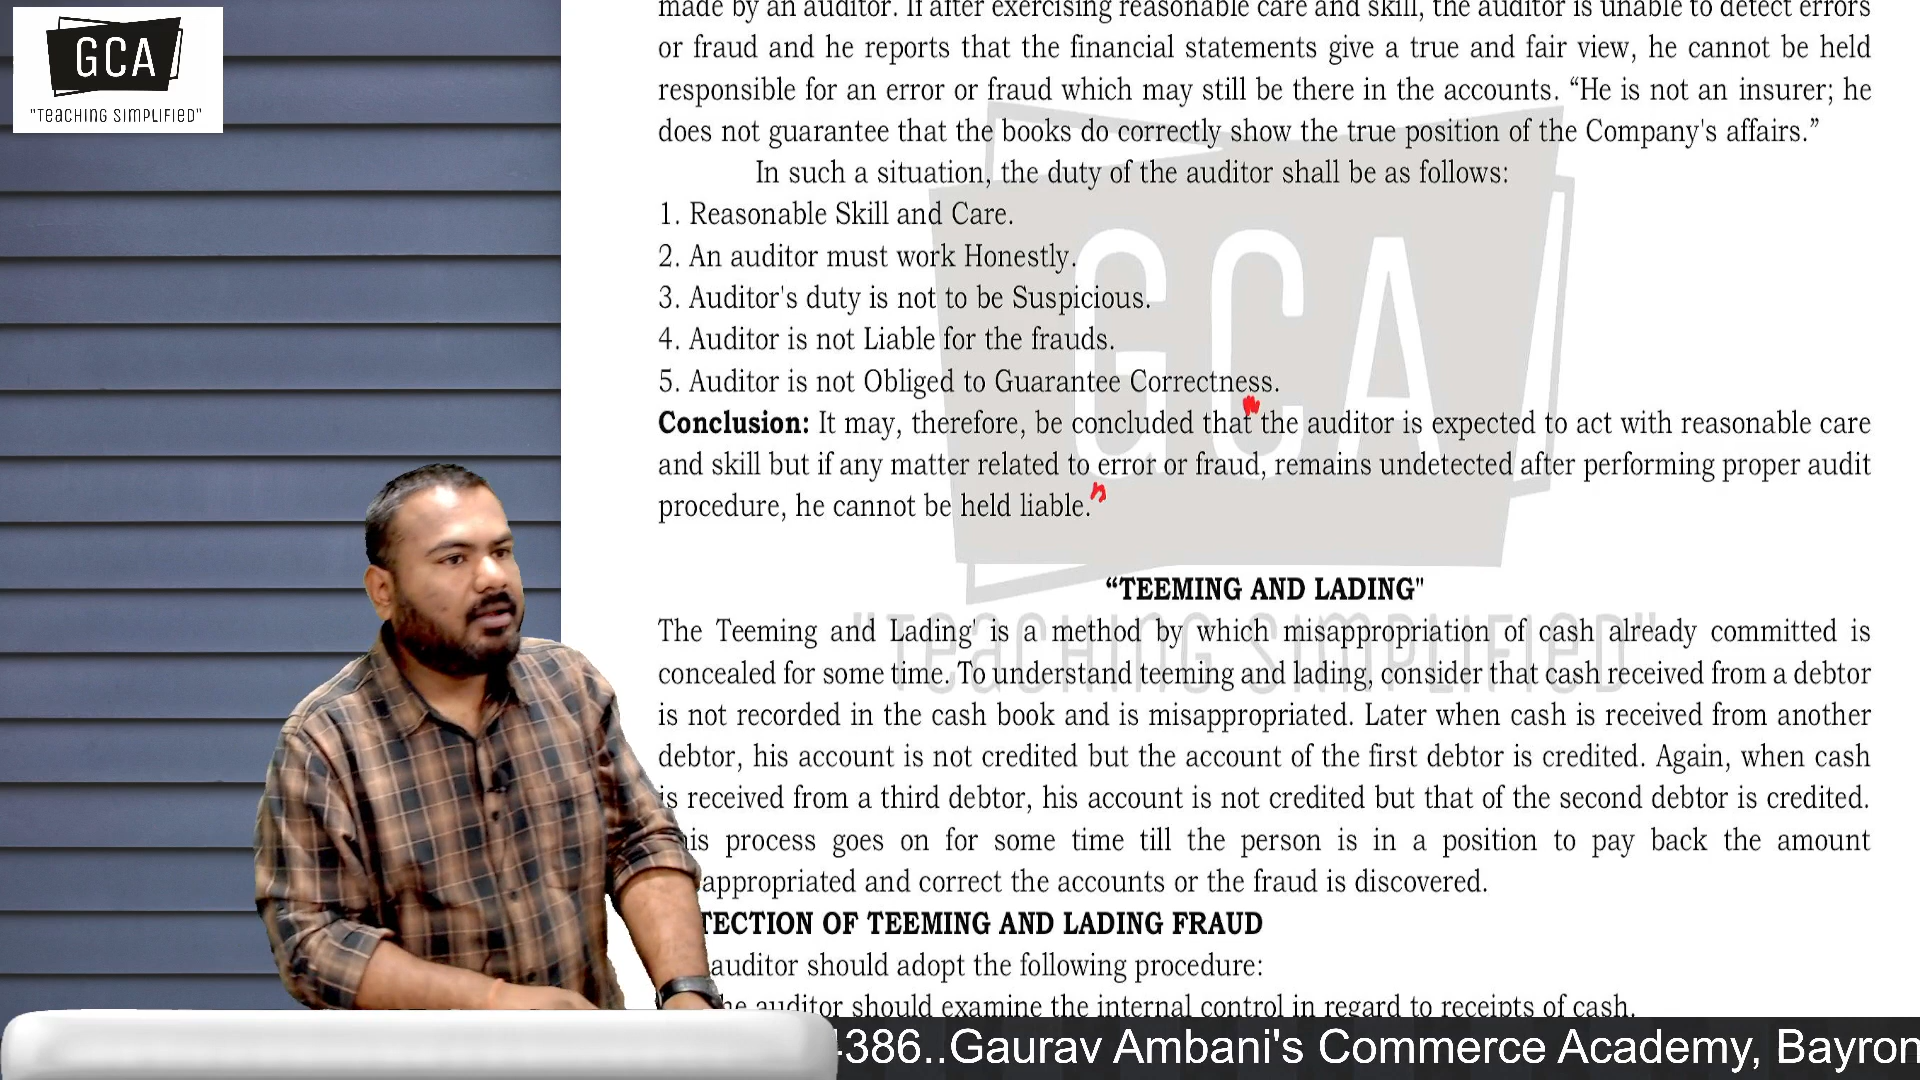 GCA
"TEACHING SIMPLIFIED"
made by an auditor. If after exercising reasonable care and skill, the auditor is unable to detect errors
or fraud and he reports that the financial statements give a true and fair view, he cannot be held
responsible for an error or fraud which may still be there in the accounts. “He is not an insurer; he
does not guarantee that the books do correctly show the true position of the Company's affairs.”
In such a situation, the duty of the auditor shall be as follows:
1. Reasonable Skill and Care.
2. An auditor must work Honestly.
3. Auditor's duty is not to be Suspicious.
4. Auditor is not Liable for the frauds.
5. Auditor is not Obliged to Guarantee Correctness.
Conclusion: It may, therefore, be concluded that the auditor is expected to act with reasonable care
and skill but if any matter related to error or fraud, remains undetected after performing proper audit
procedure, he cannot be held liable.
GCA
"TEACHING SIMPLIFIED"
“TEEMING AND LADING"
The Teeming and Lading' is a method by which misappropriation of cash already committed is
concealed for some time. To understand teeming and lading, consider that cash received from a debtor
is not recorded in the cash book and is misappropriated. Later when cash is received from another
debtor, his account is not credited but the account of the first debtor is credited. Again, when cash
is received from a third debtor, his account is not credited but that of the second debtor is credited.
process goes on for some time till the person is in a position to pay back the amount
appropriated and correct the accounts or the fraud is discovered.
TECTION OF TEEMING AND LADING FRAUD
auditor should adopt the following procedure:
auditor should examine the internal control in regard to receipts of cash.
386..Gaurav Ambani's Commerce Academy, Bayron